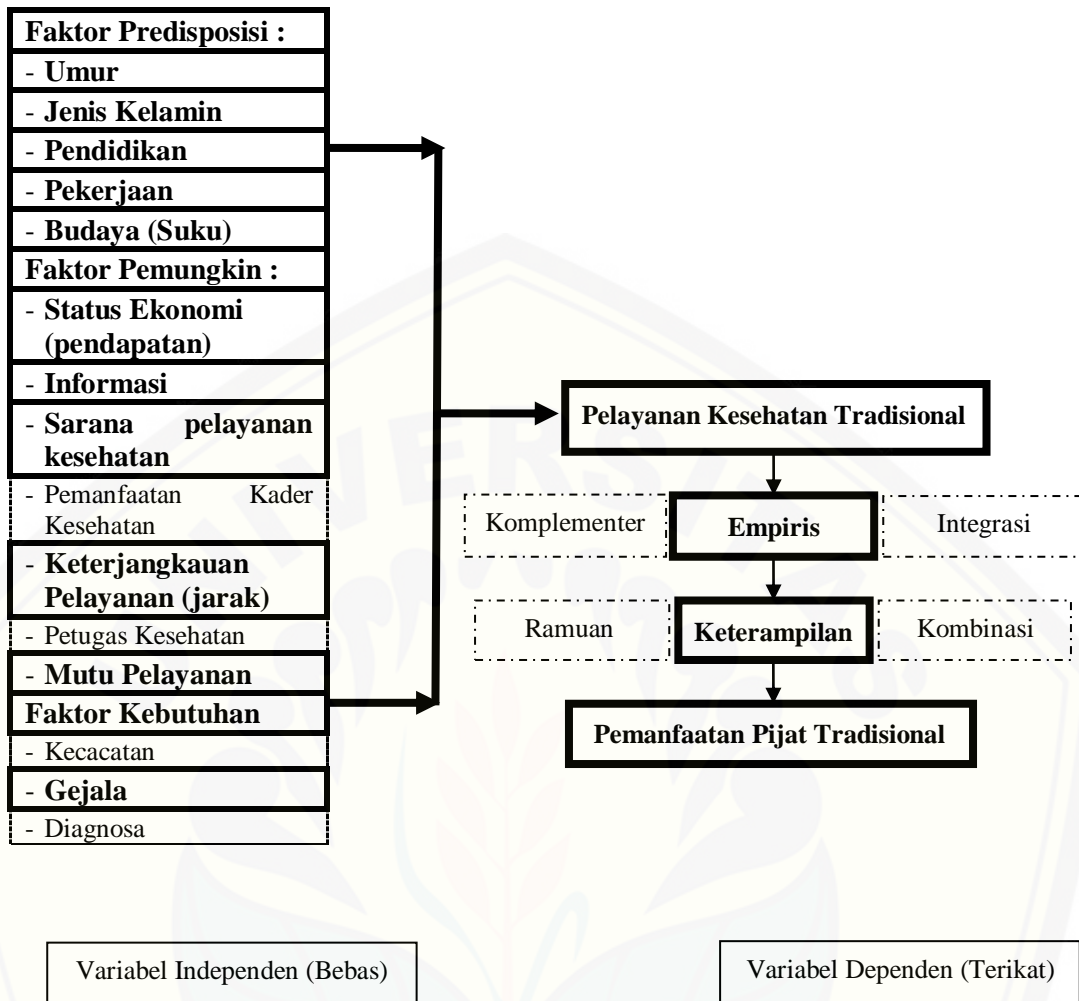 Faktor Predisposisi :
- Umur
- Jenis Kelamin
- Pendidikan
- Pekerjaan
- Budaya (Suku)
Faktor Pemungkin :
- Status Ekonomi
(pendapatan)
- Informasi
- Sarana pelayanan
kesehatan
- Pemanfaatan Kader
Kesehatan
- Keterjangkauan
Pelayanan (jarak)
- Petugas Kesehatan
- Mutu Pelayanan
Faktor Kebutuhan
- Kecacatan
- Gejala
- Diagnosa
Pelayanan Kesehatan Tradisional
Komplementer
Empiris
Integrasi
Ramuan
Keterampilan
Kombinasi
Pemanfaatan Pijat Tradisional
Variabel Independen (Bebas)
Variabel Dependen (Terikat)
UNIVERSITAS